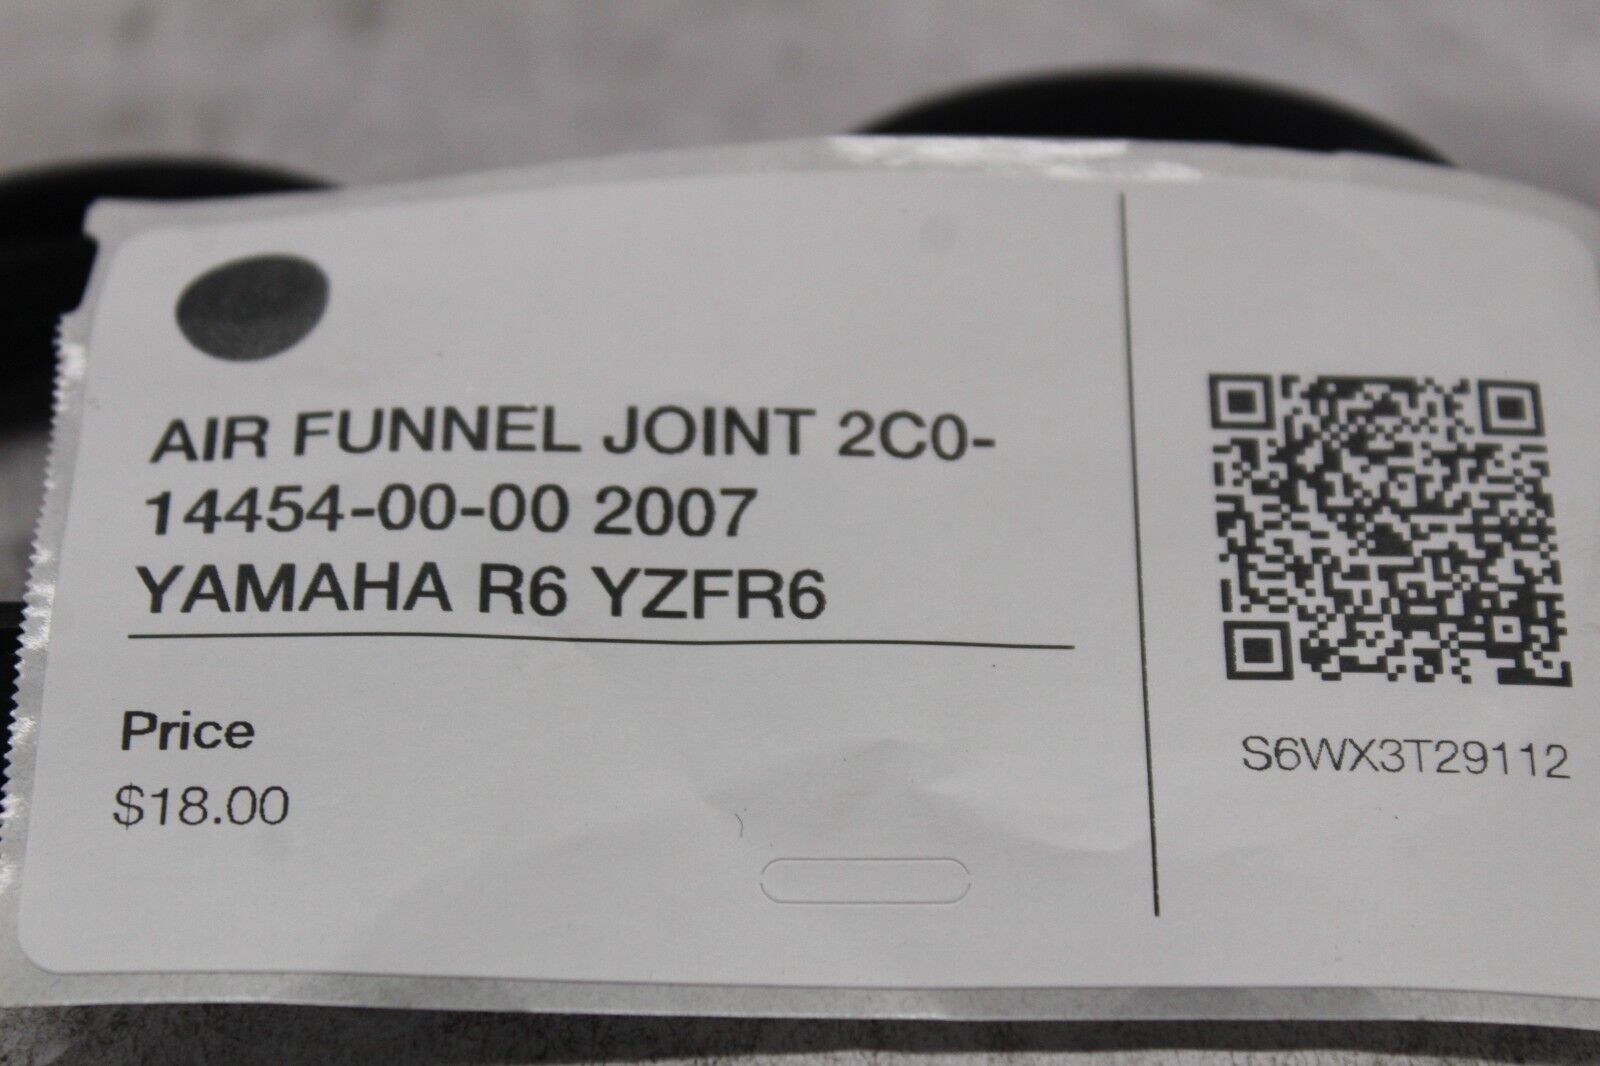 AIR FUNNEL JOINT 2C0-
14454-00-00 2007
YAMAHA R6 YZFR6
Price
$18.00
S6WX3T29112